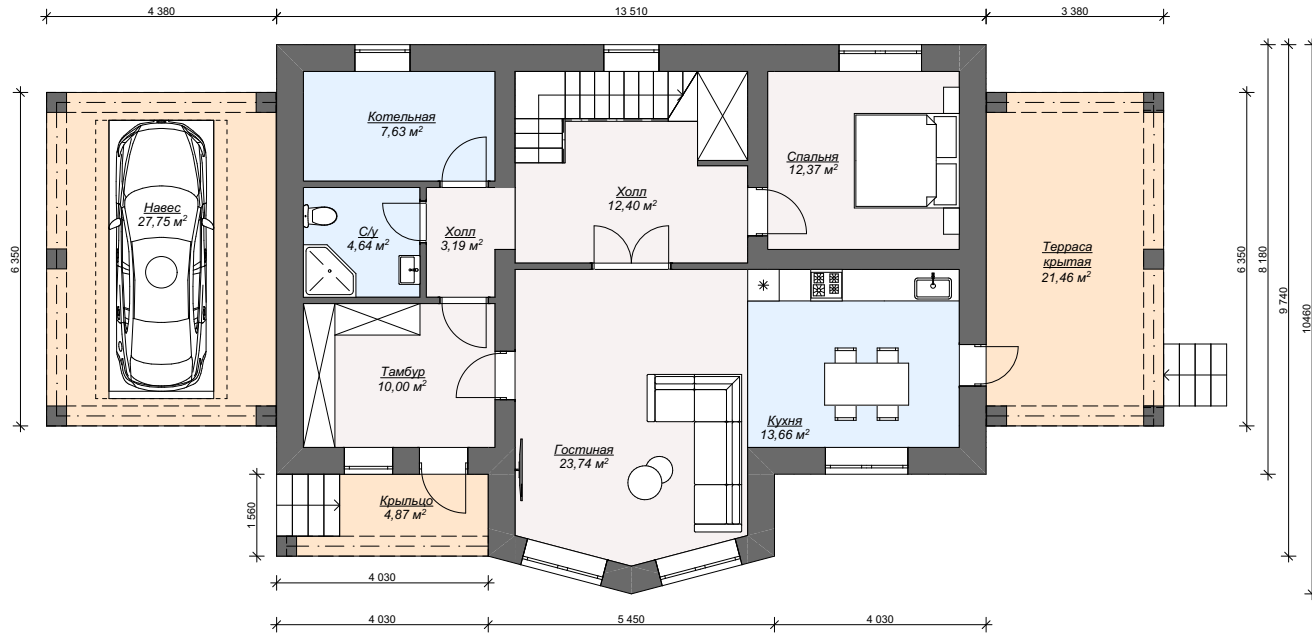 4 380
13 510
3 380
Котельная
7,63 м²
Спальня
12,37 м²
Навес
27,75 м²
С/у
4,64 м²
Холл
3,19 м²
Холл
12,40 м²
Терраса
крытая
21,46 м²
6 350
6 350
8 180
9 740
10460
Тамбур
10,00 м²
Кухня
13,66 м²
Гостиная
23,74 м²
Крыльцо
4,87 м²
1 560
4 030
4 030
5 450
4 030